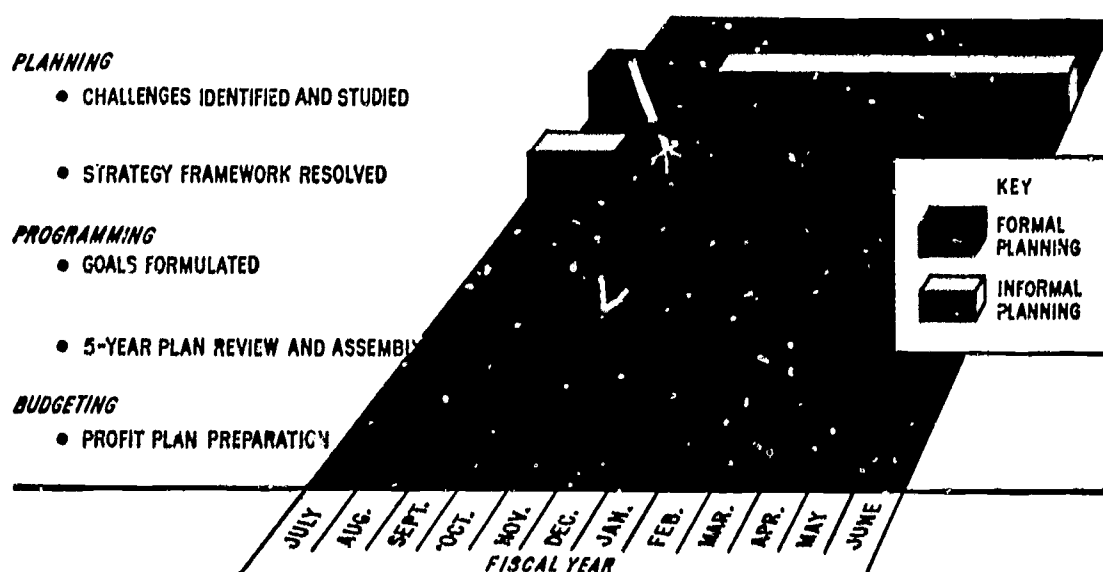 PLANNING
• CHALLENGES IDENTIFIED AND STUDIED
• STRATEGY FRAMEWORK RESOLVED
PROGRAMMING
• GOALS FORMULATED
• 5-YEAR PLAN REVIEW AND ASSEMBLY
BUDGETING
• PROFIT PLAN PREPARATION
KEY
FORMAL
PLANNING
INFORMAL
PLANNING
JULY AUG. SEPT. OCT. NOV. DEC. JAN. FEB. MAR. APR. MAY JUNE
FISCAL YEAR